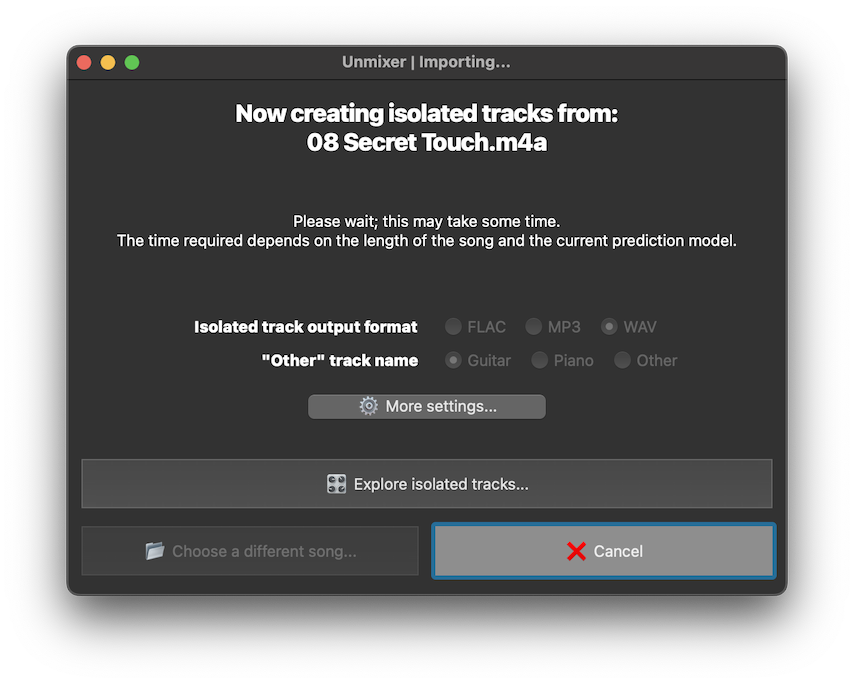 Unmixer | Importing...
Now creating isolated tracks from:
08 Secret Touch.m4a
Please wait; this may take some time.
The time required depends on the length of the song and the current prediction model.
Isolated track output format FLAC MP3 WAV
"Other" track name Guitar Piano Other
More settings...
Explore isolated tracks...
Choose a different song... Cancel